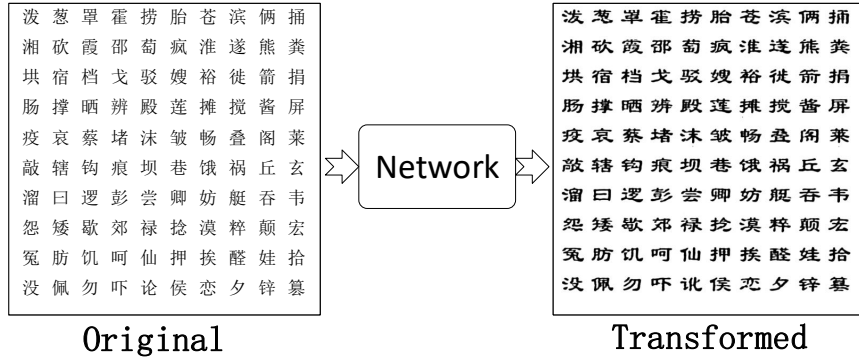 泼 葱 罩 霍 捞 胎 苍 滨 俩 捅
湘 砍 霞 邵 萄 疯 淮 遂 熊 粪
拱 宿 档 戈 驳 嫂 裕 徙 箭 捐
肠 撑 晒 辨 殿 莲 摊 搅 酱 屏
疫 哀 蔡 堵 沫 皱 畅 叠 阁 莱
敲 辖 钩 痕 坝 巷 饿 祸 丘 玄
溜 曰 逻 彭 尝 卿 妨 艇 吞 韦
怨 矮 歇 郊 禄 捻 漠 粹 颠 宏
冤 肪 饥 呵 仙 押 挨 醛 娃 拾
没 佩 勿 吓 论 侯 恋 夕 锌 篡
Original
Network
泼 葱 罩 霍 捞 胎 苍 滨 俩 捅
湘 砍 霞 邵 萄 疯 淮 遂 熊 粪
拱 宿 档 戈 驳 嫂 裕 徙 箭 捐
肠 撑 晒 辨 殿 莲 摊 搅 酱 屏
疫 哀 蔡 堵 沫 皱 畅 叠 阁 莱
敲 辖 钩 痕 坝 巷 饿 祸 丘 玄
溜 曰 逻 彭 尝 卿 妨 艇 吞 韦
怨 矮 歇 郊 禄 捻 漠 粹 颠 宏
冤 肪 饥 呵 仙 押 挨 醛 娃 拾
没 佩 勿 吓 讹 侯 恋 夕 锌 篡
Transformed